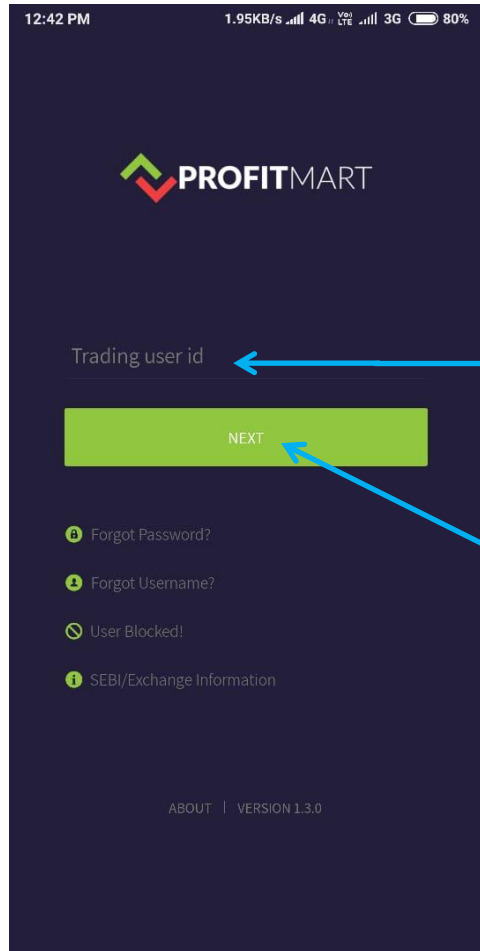 12:42 PM 1.95KB/s 4G Vo) LTE 3G 80%
PROFITMART
Trading user id
NEXT
Forgot Password?
Forgot Username?
User Blocked!
SEBI/Exchange Information
ABOUT | VERSION 1.3.0